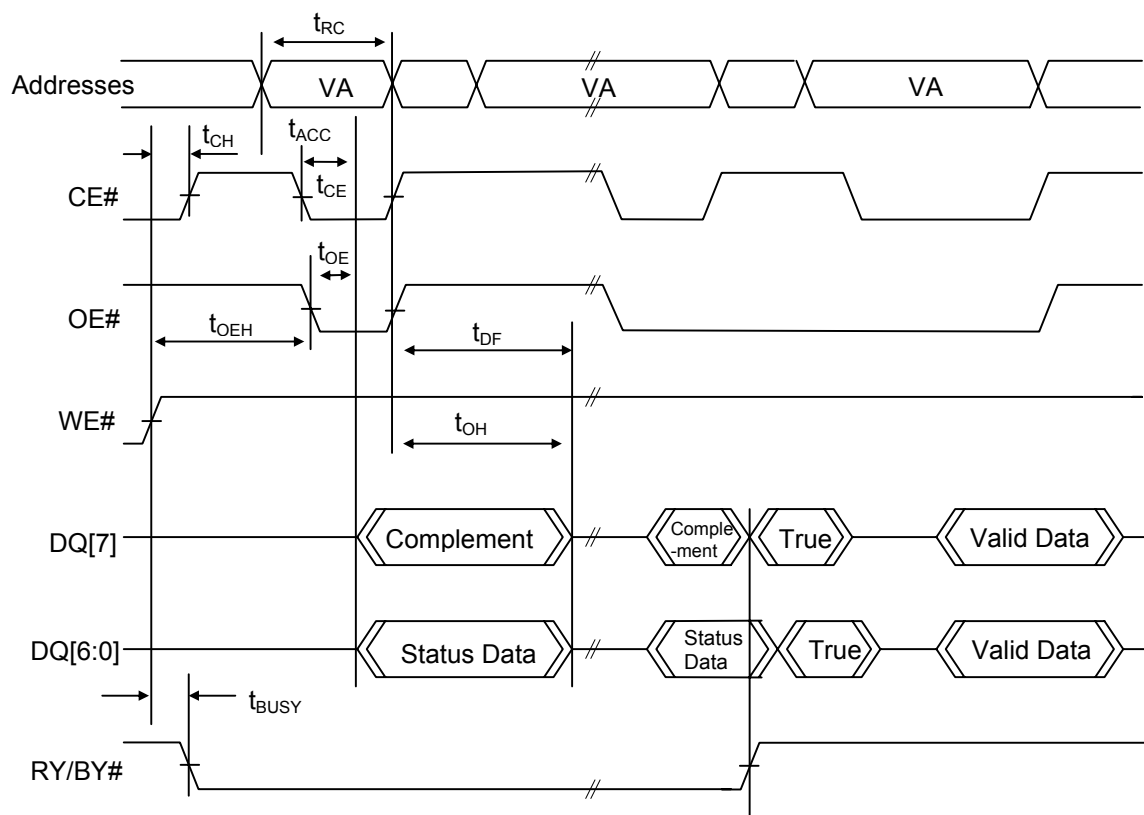 tRC
Addresses VA VA VA
tCH tACC
CE# tCE
tOE
OE# tOEH tDF
WE# tOH
DQ[7] Complement Comple
-ment True Valid Data
DQ[6:0] Status Data Status
Data True Valid Data
tBUSY
RY/BY#